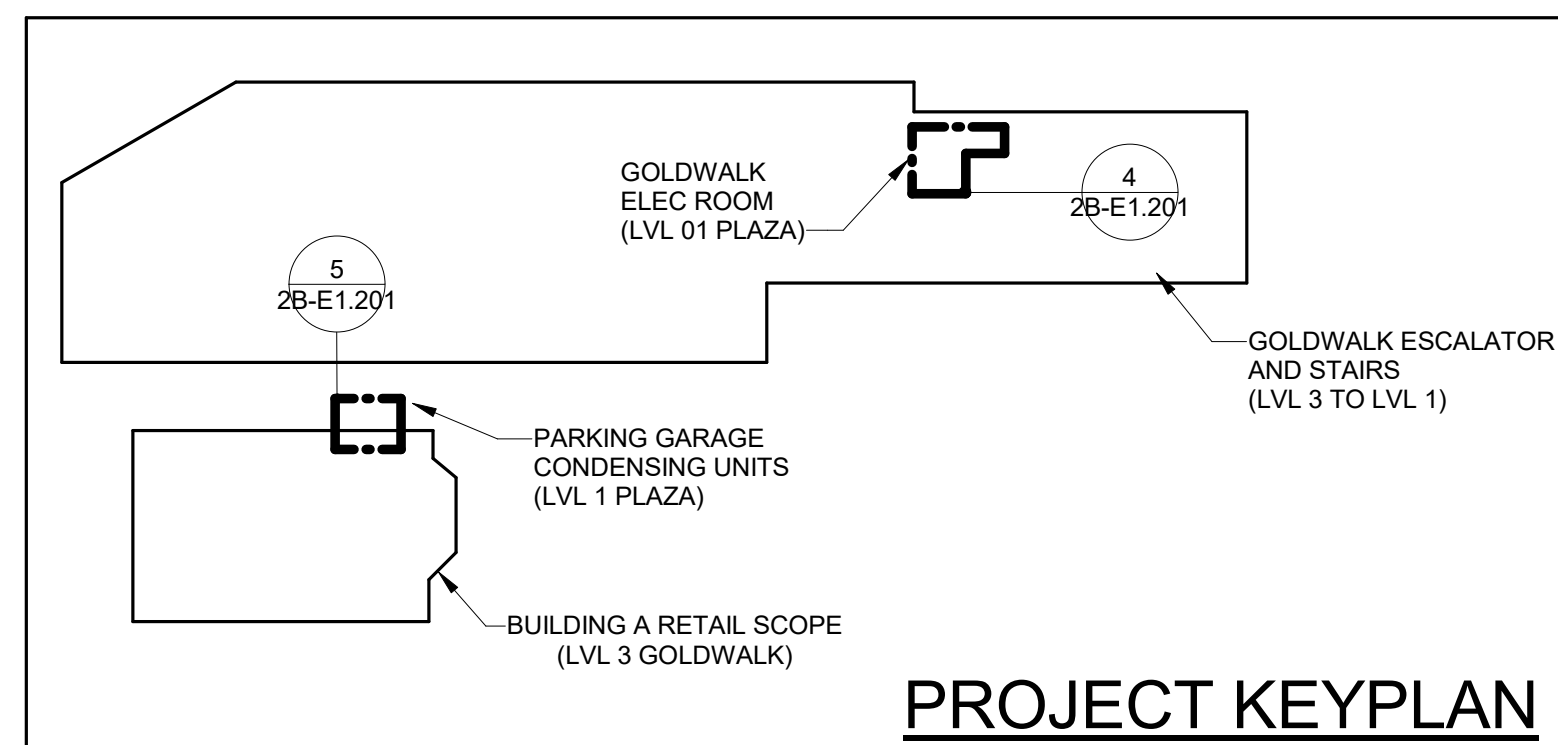 GOLDWALK
ELEC ROOM
(LVL 01 PLAZA)
4
2B-E1.201
5
2B-E1.201
GOLDWALK ESCALATOR
AND STAIRS
(LVL 3 TO LVL 1)
PARKING GARAGE
CONDENSING UNITS
(LVL 1 PLAZA)
BUILDING A RETAIL SCOPE
(LVL 3 GOLDWALK)
PROJECT KEYPLAN